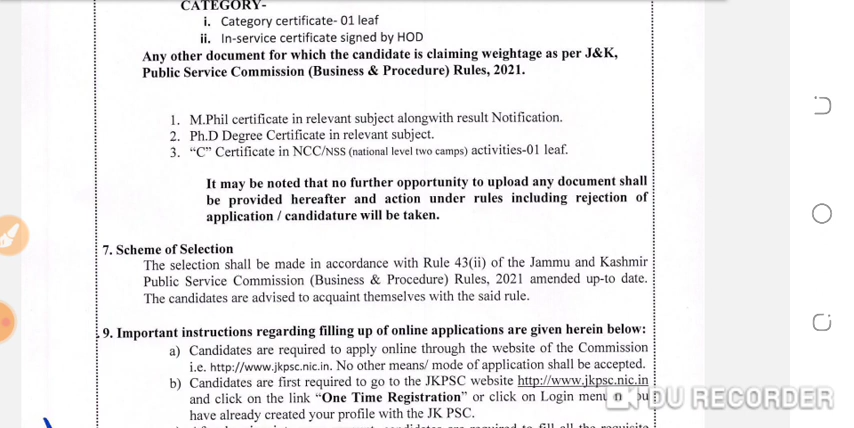 CATEGORY-
i. Category certificate- 01 leaf
ii. In-service certificate signed by HOD
Any other document for which the candidate is claiming weightage as per J&K,
Public Service Commission (Business & Procedure) Rules, 2021.
1. M.Phil certificate in relevant subject alongwith result Notification.
2. Ph.D Degree Certificate in relevant subject.
3. “C” Certificate in NCC/NSS (national level two camps) activities-01 leaf.
It may be noted that no further opportunity to upload any document shall
be provided hereafter and action under rules including rejection of
application / candidature will be taken.
7. Scheme of Selection
The selection shall be made in accordance with Rule 43(ii) of the Jammu and Kashmir
Public Service Commission (Business & Procedure) Rules, 2021 amended up-to date.
The candidates are advised to acquaint themselves with the said rule.
9. Important instructions regarding filling up of online applications are given herein below:
a) Candidates are required to apply online through the website of the Commission
i.e. http://www.jkpsc.nic.in. No other means/ mode of application shall be accepted.
b) Candidates are first required to go to the JKPSC website http://www.jkpsc.nic.in
and click on the link “One Time Registration” or click on Login menu
have already created your profile with the JK PSC.
DU RECORDER